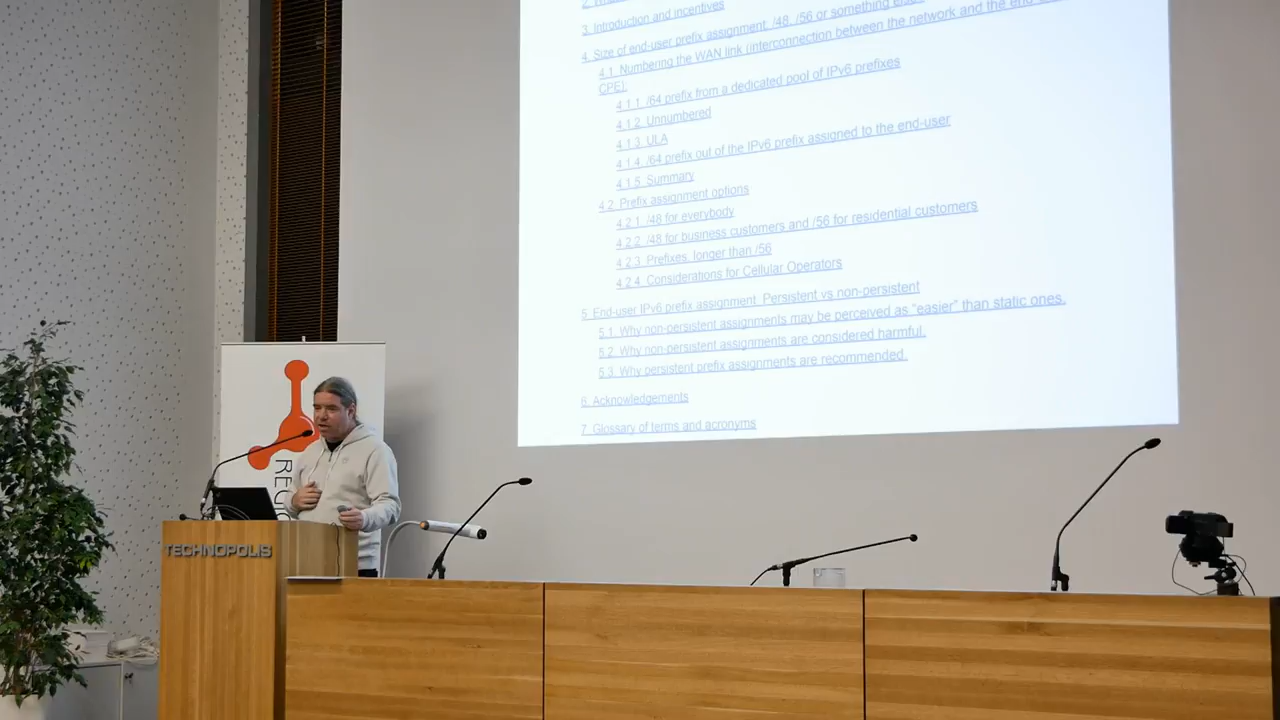 3. Introduction and incentives
4. Size of end-user prefix assignment: /48, /56 or something else
4.1. Numbering the WAN link (interconnection between the network and the end-
CPE):
4.1.1. /64 prefix from a dedicated pool of IPv6 prefixes
4.1.2. Unnumbered
4.1.3. ULA
4.1.4. /64 prefix out of the IPv6 prefix assigned to the end-user
4.1.5. Summary
4.2. Prefix assignment options
4.2.1. /48 for everybody
4.2.2. /48 for business customers and /56 for residential customers
4.2.3. Prefixes, longer than /56
4.2.4. Considerations for Cellular Operators
5. End-user IPv6 prefix assignment: Persistent vs non-persistent
5.1. Why non-persistent assignments may be perceived as "easier" than static ones.
5.2. Why non-persistent assignments are considered harmful.
5.3. Why persistent prefix assignments are recommended.
6. Acknowledgements
7. Glossary of terms and acronyms
TECHNOPOLIS